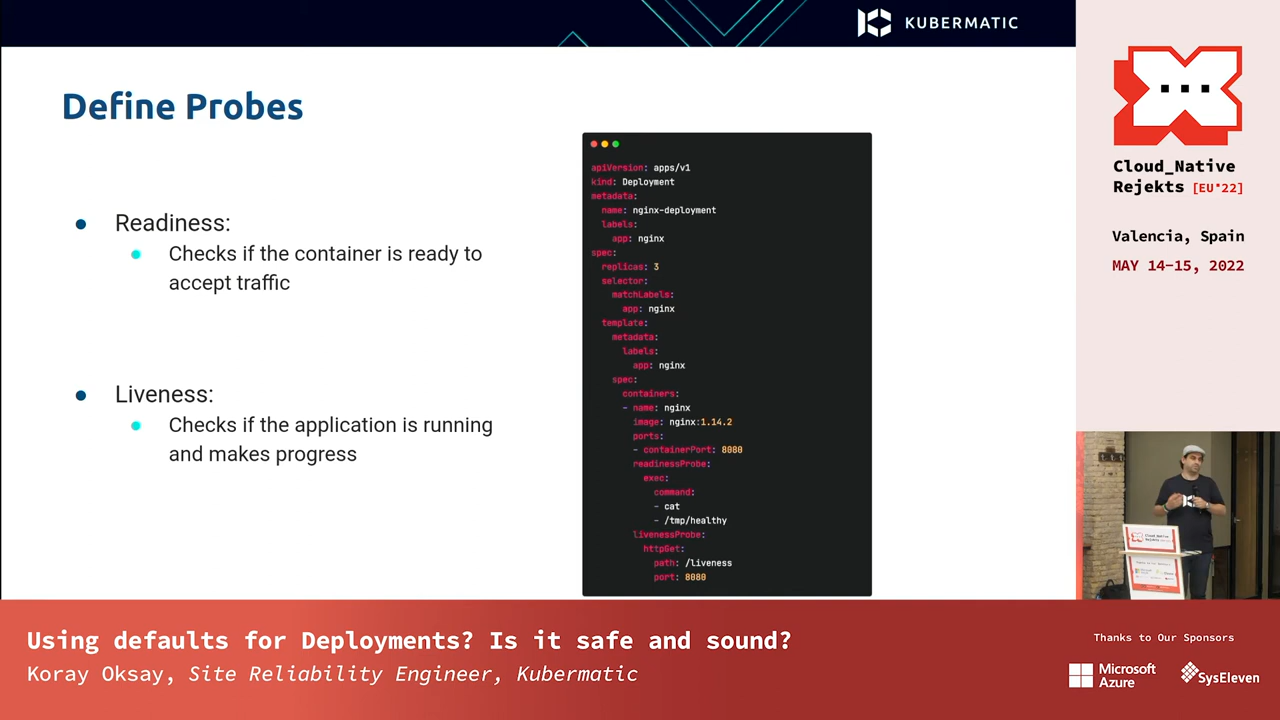 KUBERMATIC
Define Probes
Readiness:
Checks if the container is ready to
accept traffic
Liveness:
Checks if the application is running
and makes progress
apiVersion: apps/v1
kind: Deployment
metadata:
  name: nginx-deployment
  labels:
    app: nginx
spec:
  replicas: 3
  selector:
    matchLabels:
      app: nginx
  template:
    metadata:
      labels:
        app: nginx
    spec:
      containers:
      - name: nginx
        image: nginx:1.14.2
        ports:
        - containerPort: 8080
        readinessProbe:
          exec:
            command:
            - cat
            - /tmp/healthy
        livenessProbe:
          httpGet:
            path: /liveness
            port: 8080
Cloud_Native
Rejekts [EU*22]
Valencia, Spain
MAY 14-15, 2022
Cloud_Native
Rejekts
Using defaults for Deployments? Is it safe and sound?
Koray Oksay, Site Reliability Engineer, Kubermatic
Thanks to Our Sponsors
Microsoft
Azure
SysEleven